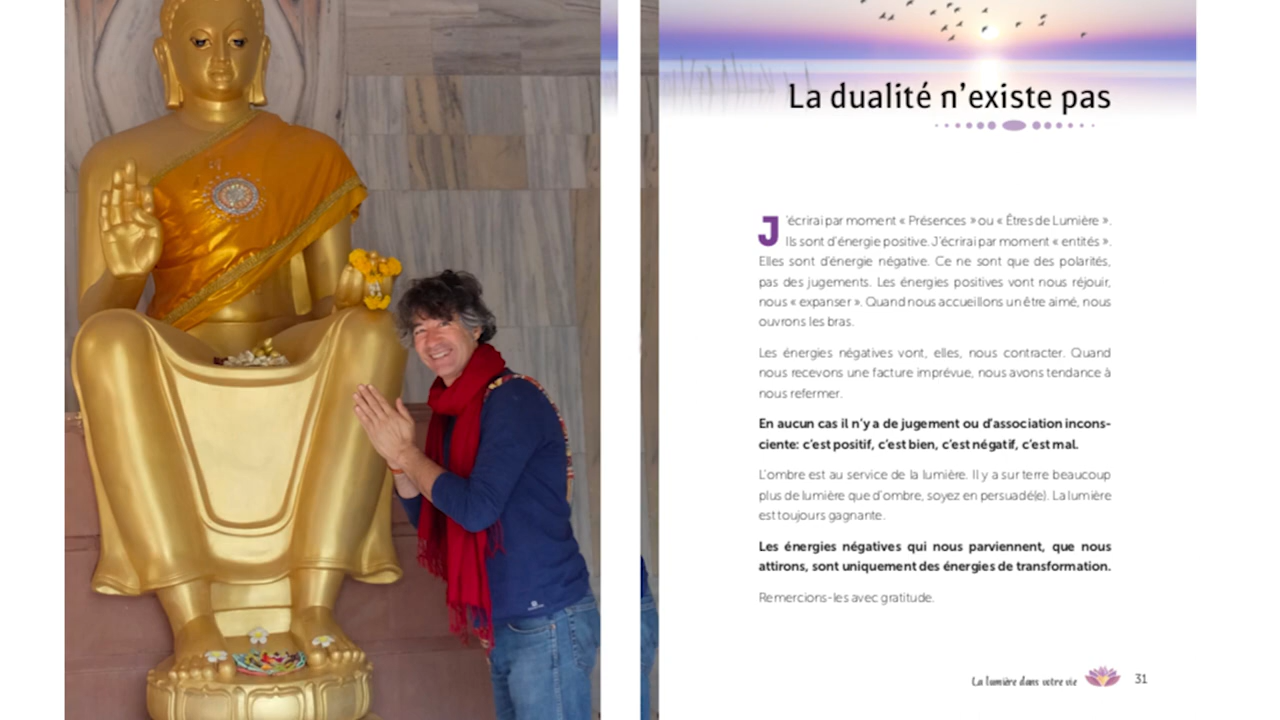 La dualité n'existe pas
J'écrirai par moment « Présences » ou « Êtres de Lumière ».
Ils sont d'énergie positive. J'écrirai par moment « entités ».
Elles sont d'énergie négative. Ce ne sont que des polarités,
pas des jugements. Les énergies positives vont nous réjouir,
nous « expanser ». Quand nous accueillons un être aimé, nous
ouvrons les bras.
Les énergies négatives vont, elles, nous contracter. Quand
nous recevons une facture imprévue, nous avons tendance à
nous refermer.
En aucun cas il n'y a de jugement ou d'association incons-
ciente: c'est positif, c'est bien, c'est négatif, c'est mal.
L'ombre est au service de la lumière. Il y a sur terre beaucoup
plus de lumière que d'ombre, soyez en persuadé(e). La lumière
est toujours gagnante.
Les énergies négatives qui nous parviennent, que nous
attirons, sont uniquement des énergies de transformation.
Remercions-les avec gratitude.
La lumière dans votre vie 31